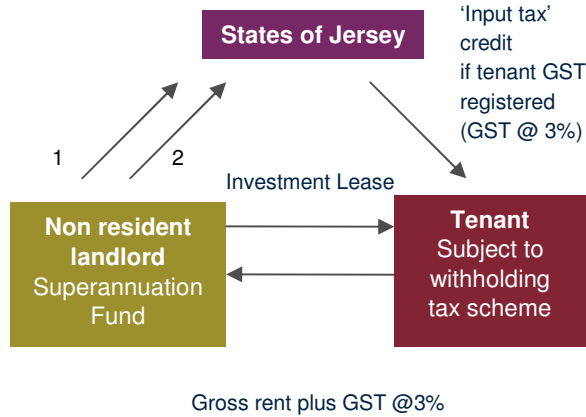 States of Jersey
‘Input tax’
credit
if tenant GST
registered
(GST @ 3%)
1
2
Investment Lease
Non resident
landlord
Superannuation
Fund
Tenant
Subject to
withholding
tax scheme
Gross rent plus GST @3%